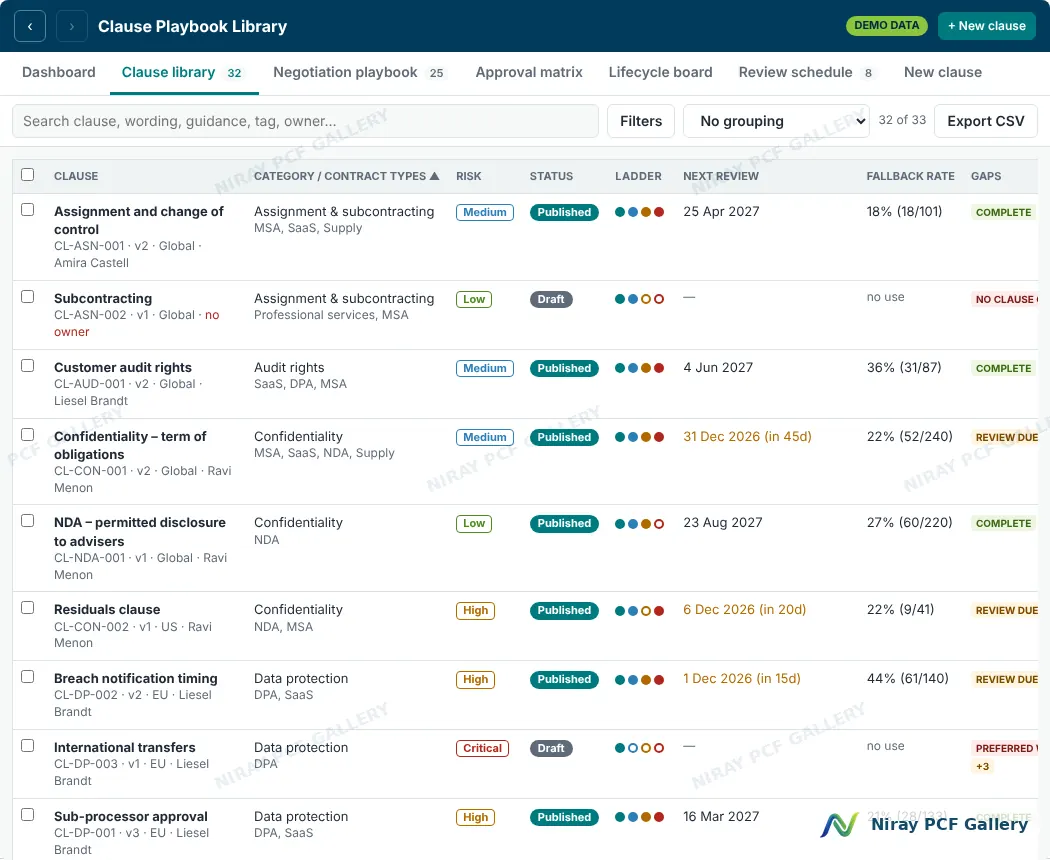 ‹ › Clause Playbook Library DEMO DATA + New clause
Dashboard Clause library 32 Negotiation playbook 25 Approval matrix Lifecycle board Review schedule 8 New clause
Search clause, wording, guidance, tag, owner... Filters No grouping 32 of 33 Export CSV
CLAUSE CATEGORY / CONTRACT TYPES ▲ RISK STATUS LADDER NEXT REVIEW FALLBACK RATE GAPS
Assignment and change of Assignment & subcontracting Medium Published 25 Apr 2027 18% (18/101) COMPLETE
control MSA, SaaS, Supply
CL-ASN-001 · v2 · Global ·
Amira Castell
Subcontracting Assignment & subcontracting Low Draft — no use NO CLAUSE
CL-ASN-002 · v1 · Global · no Professional services, MSA
owner
Customer audit rights Audit rights Medium Published 4 Jun 2027 36% (31/87) COMPLETE
CL-AUD-001 · v2 · Global · SaaS, DPA, MSA
Liesel Brandt
Confidentiality – term of Confidentiality Medium Published 31 Dec 2026 (in 45d) 22% (52/240) REVIEW DUE
obligations MSA, SaaS, NDA, Supply
CL-CON-001 · v2 · Global · Ravi
Menon
NDA – permitted disclosure Confidentiality Low Published 23 Aug 2027 27% (60/220) COMPLETE
to advisers NDA
CL-NDA-001 · v1 · Global · Ravi
Menon
Residuals clause Confidentiality High Published 6 Dec 2026 (in 20d) 22% (9/41) REVIEW DUE
CL-CON-002 · v1 · US · Ravi NDA, MSA
Menon
Breach notification timing Data protection High Published 1 Dec 2026 (in 15d) 44% (61/140) REVIEW DUE
CL-DP-002 · v2 · EU · Liesel DPA, SaaS
Brandt
International transfers Data protection Critical Draft — no use PREFERRED
CL-DP-003 · v1 · EU · Liesel DPA +3
Brandt
Sub-processor approval Data protection High Published 16 Mar 2027 COMPLETE
CL-DP-001 · v3 · EU · Liesel DPA, SaaS
Brandt
Niray PCF Gallery
NIRAY PCF GALLERY